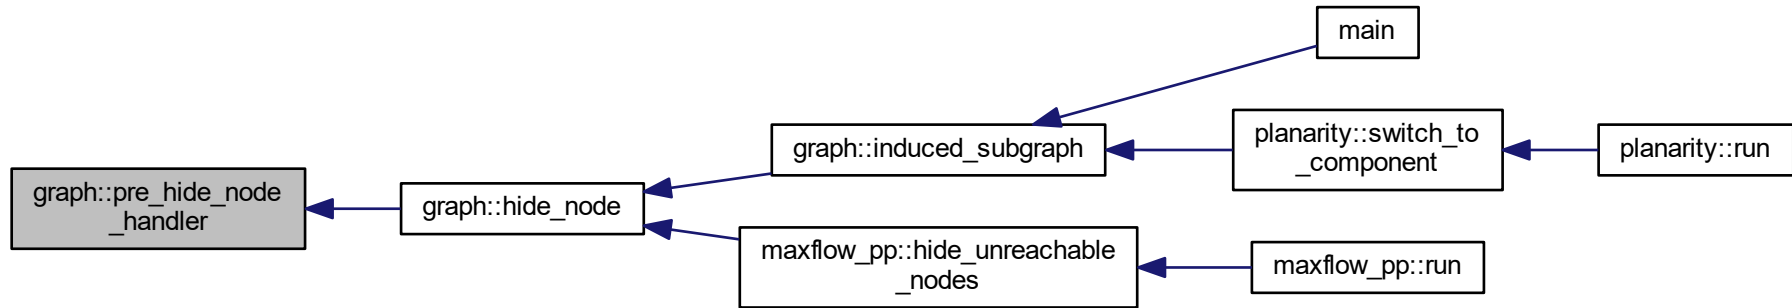 main
planarity::switch_to
_component
planarity::run
graph::induced_subgraph
graph::pre_hide_node
_handler
graph::hide_node
maxflow_pp::hide_unreachable
_nodes
maxflow_pp::run